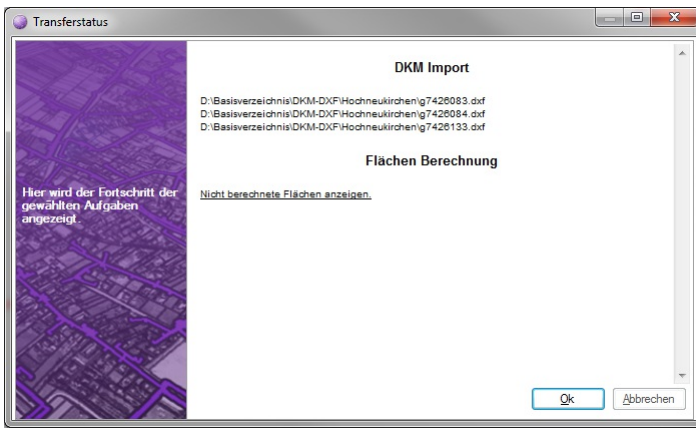 Transferstatus
DKM Import
D:\Basisverzeichnis\DKM-DXF\Hochneukirchen\g7426083.dxf
D:\Basisverzeichnis\DKM-DXF\Hochneukirchen\g7426084.dxf
D:\Basisverzeichnis\DKM-DXF\Hochneukirchen\g7426133.dxf
Flächen Berechnung
Hier wird der Fortschritt der
gewählten Aufgaben
angezeigt.
Nicht berechnete Flächen anzeigen.
Ok
Abbrechen